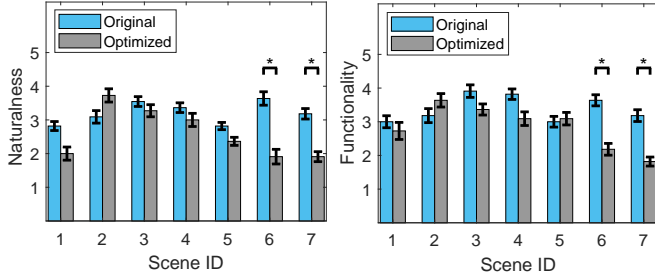 Original
Optimized
Naturalness
5
4
3
2
1
* *
1 2 3 4 5 6 7
Scene ID
Original
Optimized
Functionality
5
4
3
2
1
* *
1 2 3 4 5 6 7
Scene ID